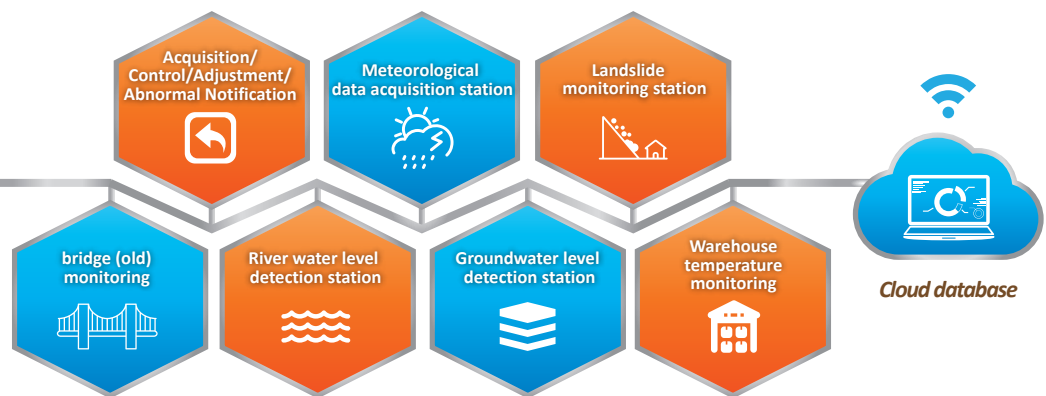 Acquisition/
Control/Adjustment/
Abnormal Notification
Meteorological
data acquisition station
Landslide
monitoring station
bridge (old)
monitoring
River water level
detection station
Groundwater level
detection station
Warehouse
temperature
monitoring
Cloud database